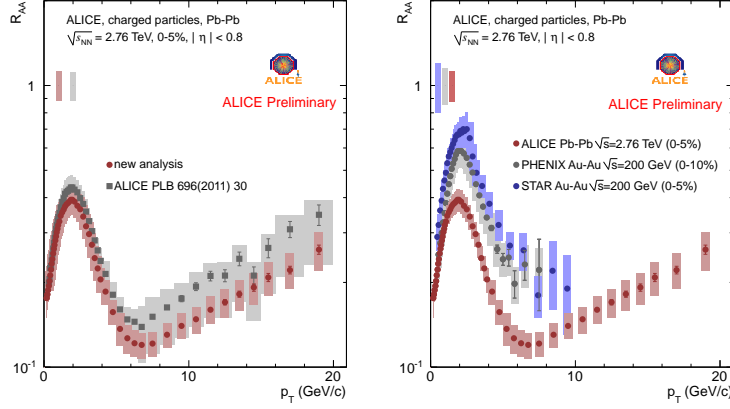 ALICE, charged particles, Pb-Pb
√s_NN = 2.76 TeV, 0-5%, | η | < 0.8
R_AA
1
ALICE
ALICE Preliminary
new analysis
ALICE PLB 696(2011) 30
10^-1
0 10 20
p_T (GeV/c)
ALICE, charged particles, Pb-Pb
√s_NN = 2.76 TeV, | η | < 0.8
R_AA
1
ALICE
ALICE Preliminary
ALICE Pb-Pb √s=2.76 TeV (0-5%)
PHENIX Au-Au √s=200 GeV (0-10%)
STAR Au-Au √s=200 GeV (0-5%)
10^-1
0 10 20
p_T (GeV/c)